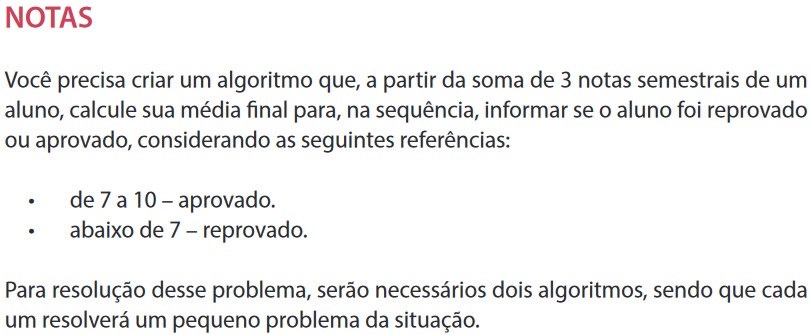 NOTAS
Você precisa criar um algoritmo que, a partir da soma de 3 notas semestrais de um
aluno, calcule sua média final para, na sequência, informar se o aluno foi reprovado
ou aprovado, considerando as seguintes referências:
• de 7 a 10 – aprovado.
• abaixo de 7 – reprovado.
Para resolução desse problema, serão necessários dois algoritmos, sendo que cada
um resolverá um pequeno problema da situação.